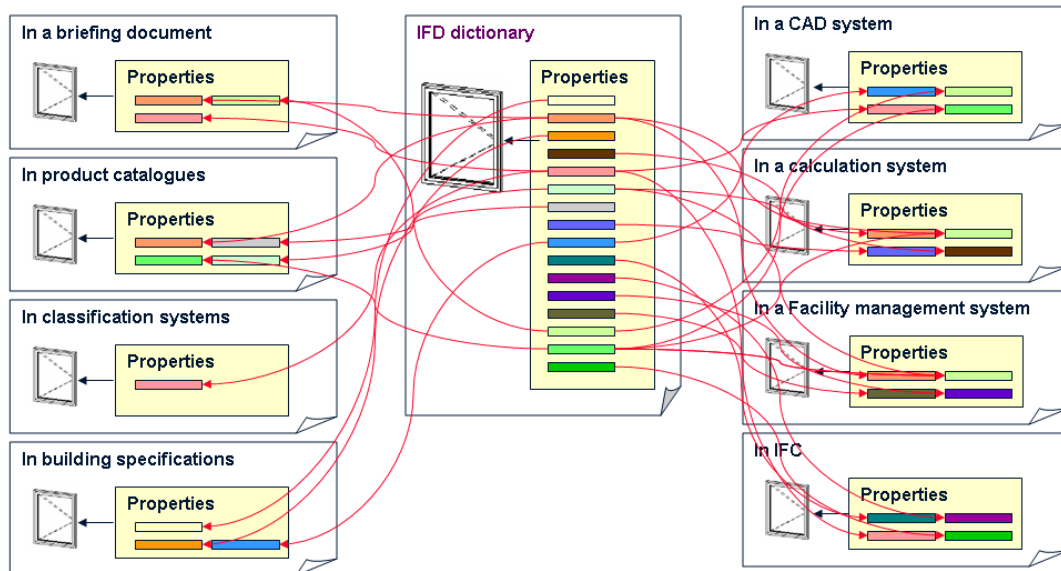 In a briefing document
Properties
In product catalogues
Properties
In classification systems
Properties
In building specifications
Properties
IFD dictionary
Properties
In a CAD system
Properties
In a calculation system
Properties
In a Facility management system
Properties
In IFC
Properties